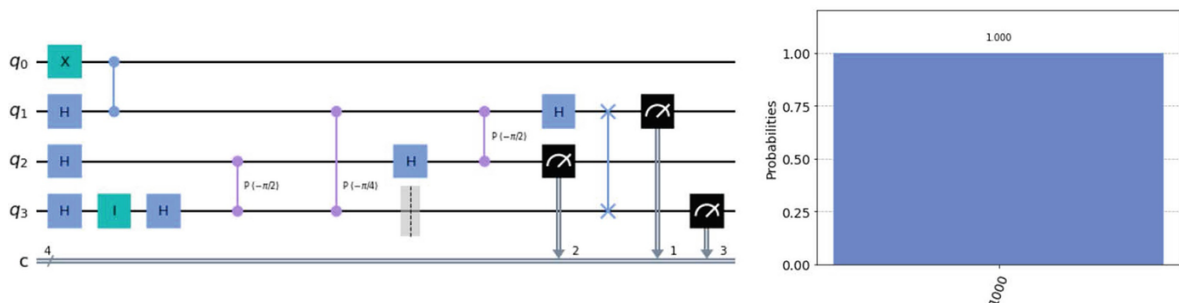 q0 X
q1 H H
q2 H H
q3 H I H
P (−π/2)
P (−π/4)
P (−π/2)
c 4 2 1 3
1.000
1.00
0.75
0.50
0.25
0.00
Probabilities